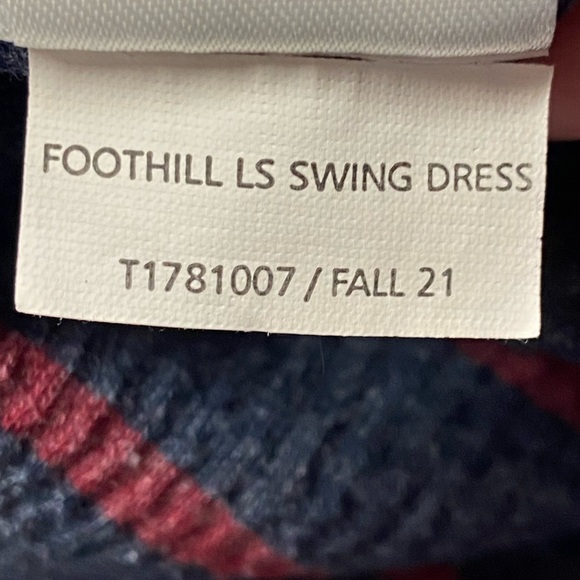 FOOTHILL LS SWING DRESS
T1781007 / FALL 21